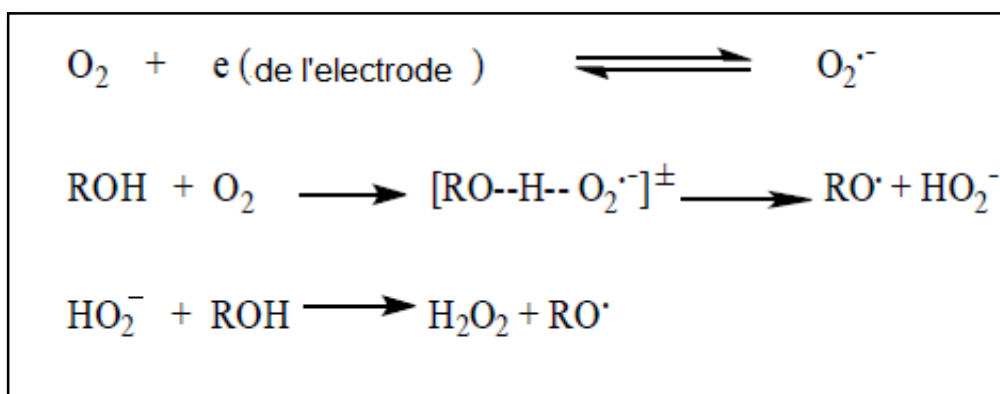 O₂ + e (de l'electrode ) ⇌ O₂·⁻
ROH + O₂ ⟶ [RO--H-- O₂·⁻]± ⟶ RO· + HO₂⁻
HO₂⁻ + ROH ⟶ H₂O₂ + RO·